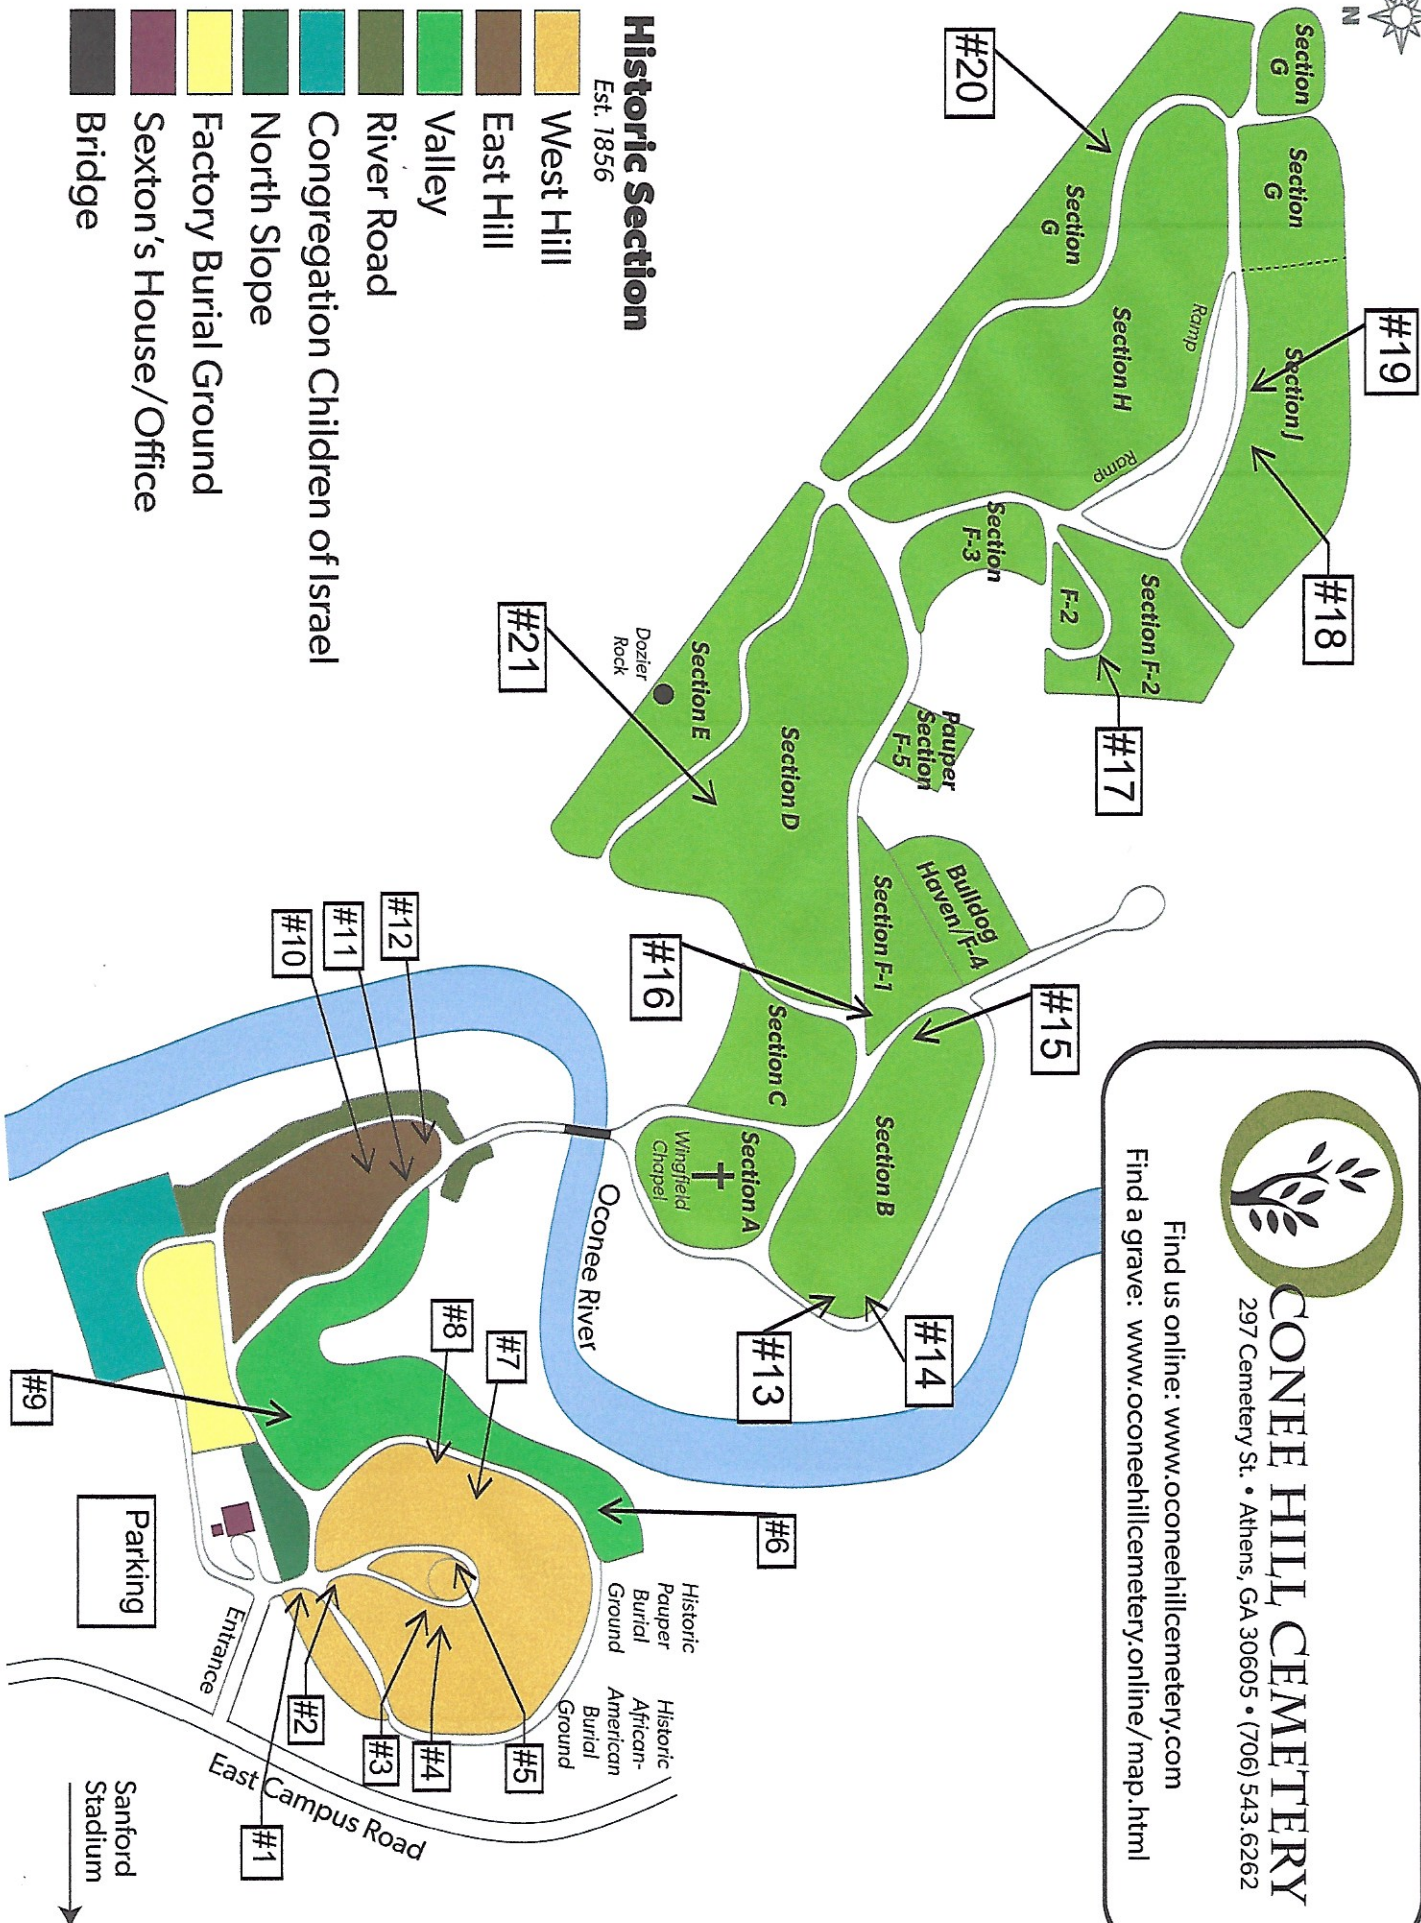 N
CONEE HILL CEMETERY
297 Cemetery St. • Athens, GA 30605 • (706) 543.6262
Find us online: www.oconeehillcemetery.com
Find a grave: www.oconeehillcemetery.online/map.html
Section
G
Section
G
#19
Section J
#18
Ramp
Ramp
Section H
Section
G
#20
Section F-2
F-2
#17
Section
F-3
Pauper
Section
F-5
Bulldog
Haven/F-4
Section F-1
#15
#16
Section D
Section E
Dozier
Rock
#21
Section C
Section B
Section A
Wingfield
Chapel
#14
#13
Oconee River
Historic Section
Est. 1856
West Hill
East Hill
Valley
River Road
Congregation Children of Israel
North Slope
Factory Burial Ground
Sexton's House/Office
Bridge
#12
#11
#10
#8
#7
#6
#9
Historic
Pauper
Burial
Ground
Historic
African-
American
Burial
Ground
#5
#4
#3
#2
#1
Parking
Entrance
East Campus Road
Sanford
Stadium